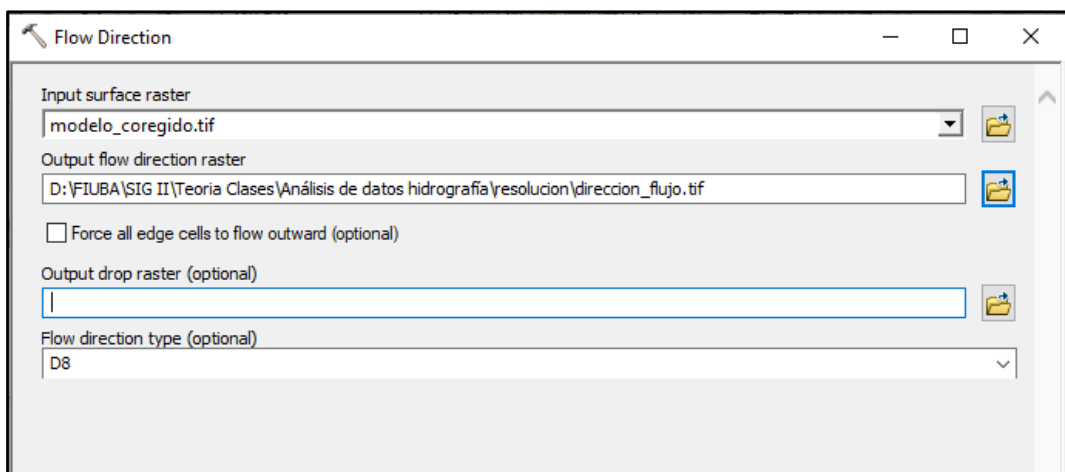 Flow Direction
Input surface raster
modelo_coregido.tif
Output flow direction raster
D:\FIUBA\SIG II\Teoria Clases\Análisis de datos hidrografía\resolucion\direccion_flujo.tif
Force all edge cells to flow outward (optional)
Output drop raster (optional)
Flow direction type (optional)
D8